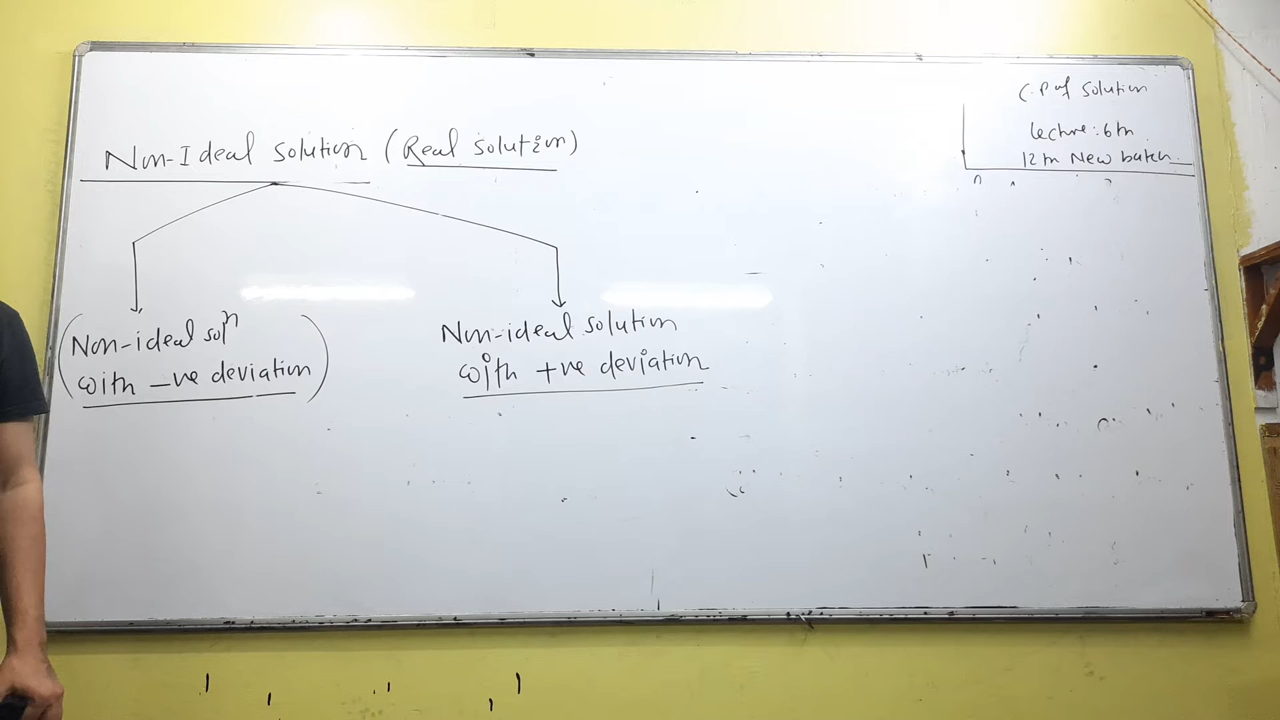 C.P of Solution
Lecture: 6th
12th New batch
Non-Ideal solution (Real solution)
Non-ideal solⁿ
with -ve deviation
Non-ideal solution
with +ve deviation